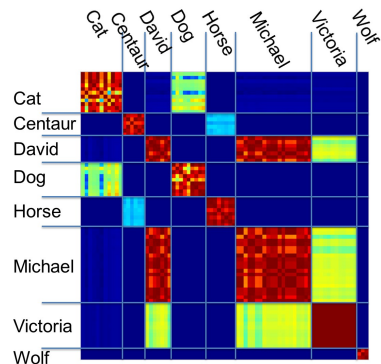 Cat
Centaur
David
Dog
Horse
Michael
Victoria
Wolf
Cat
Centaur
David
Dog
Horse
Michael
Victoria
Wolf